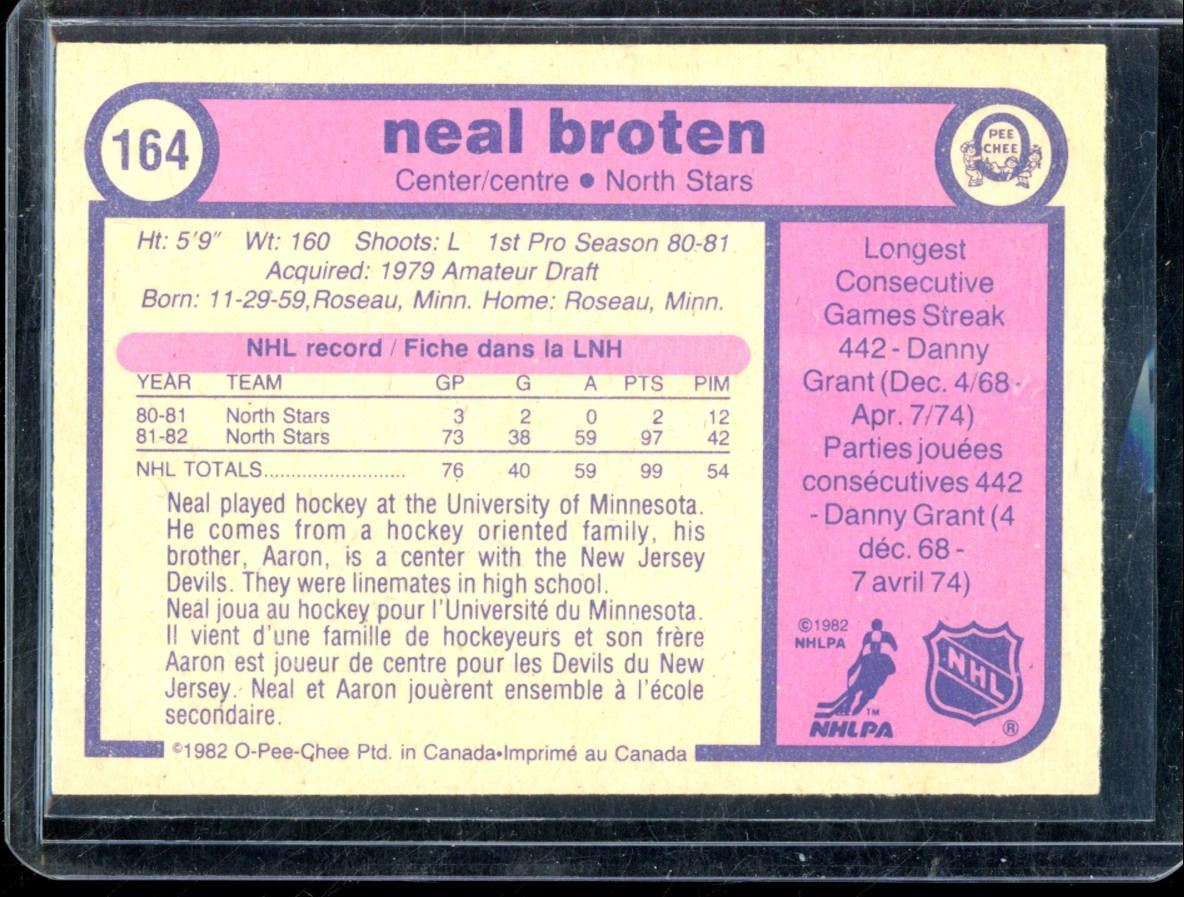 164
neal broten
Center/centre • North Stars
PEE
CHEE
Ht: 5'9" Wt: 160 Shoots: L 1st Pro Season 80-81
Acquired: 1979 Amateur Draft
Born: 11-29-59,Roseau, Minn. Home: Roseau, Minn.
NHL record / Fiche dans la LNH
YEAR TEAM GP G A PTS PIM
80-81 North Stars 3 2 0 2 12
81-82 North Stars 73 38 59 97 42
NHL TOTALS........................ 76 40 59 99 54
Neal played hockey at the University of Minnesota.
He comes from a hockey oriented family, his
brother, Aaron, is a center with the New Jersey
Devils. They were linemates in high school.
Neal joua au hockey pour l'Université du Minnesota.
Il vient d'une famille de hockeyeurs et son frère
Aaron est joueur de centre pour les Devils du New
Jersey. Neal et Aaron jouèrent ensemble à l'école
secondaire.
©1982 O-Pee-Chee Ptd. in Canada•Imprimé au Canada
Longest
Consecutive
Games Streak
442 - Danny
Grant (Dec. 4/68 -
Apr. 7/74)
Parties jouées
consécutives 442
- Danny Grant (4
déc. 68 -
7 avril 74)
©1982
NHLPA
TM
NHLPA
NHL
®